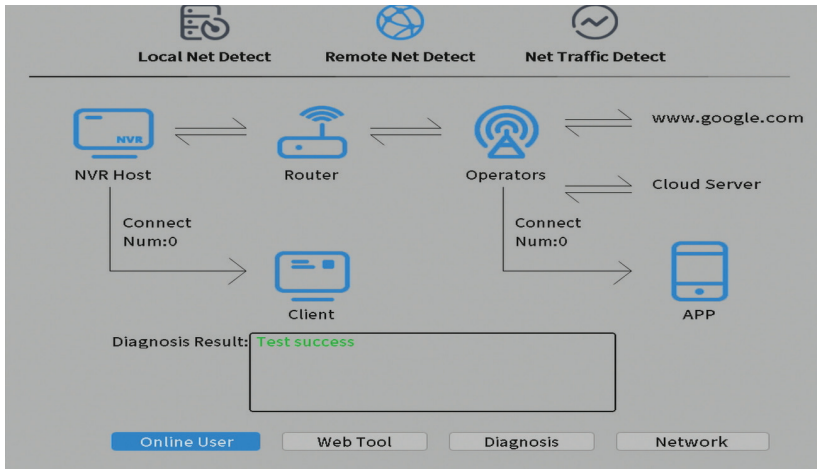 Local Net Detect
Remote Net Detect
Net Traffic Detect
NVR
www.google.com
NVR Host
Router
Operators
Cloud Server
Connect
Num:0
Connect
Num:0
Client
APP
Diagnosis Result: Test success
Online User
Web Tool
Diagnosis
Network